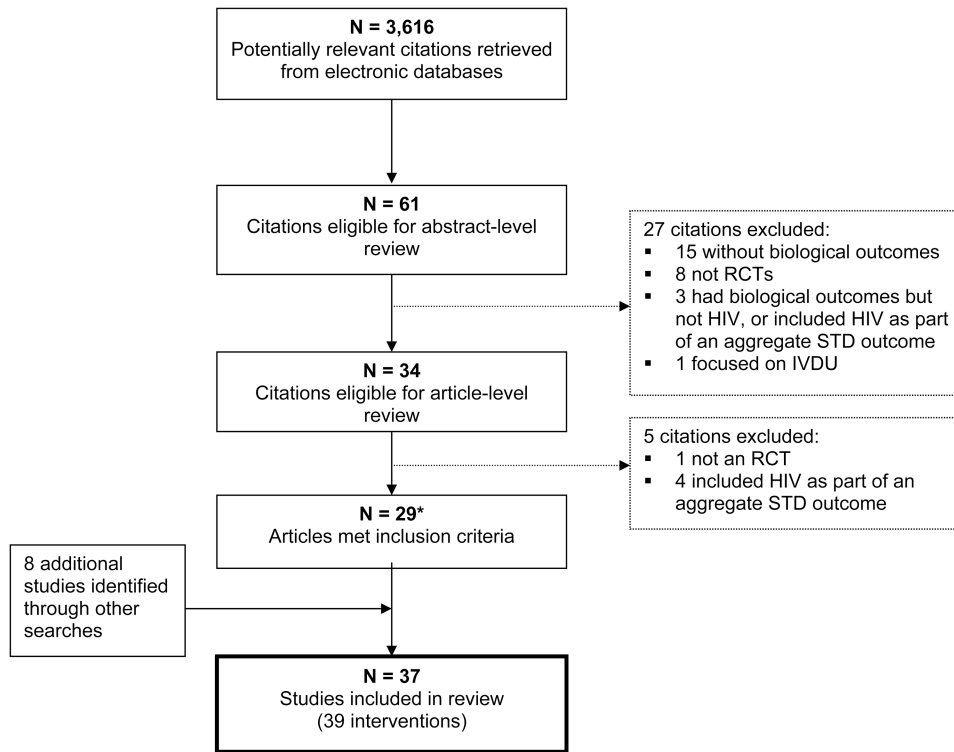 N = 3,616
Potentially relevant citations retrieved
from electronic databases
N = 61
Citations eligible for abstract-level
review
27 citations excluded:
▪ 15 without biological outcomes
▪ 8 not RCTs
▪ 3 had biological outcomes but
not HIV, or included HIV as part
of an aggregate STD outcome
▪ 1 focused on IVDU
N = 34
Citations eligible for article-level
review
5 citations excluded:
▪ 1 not an RCT
▪ 4 included HIV as part of an
aggregate STD outcome
N = 29*
Articles met inclusion criteria
8 additional
studies identified
through other
searches
N = 37
Studies included in review
(39 interventions)